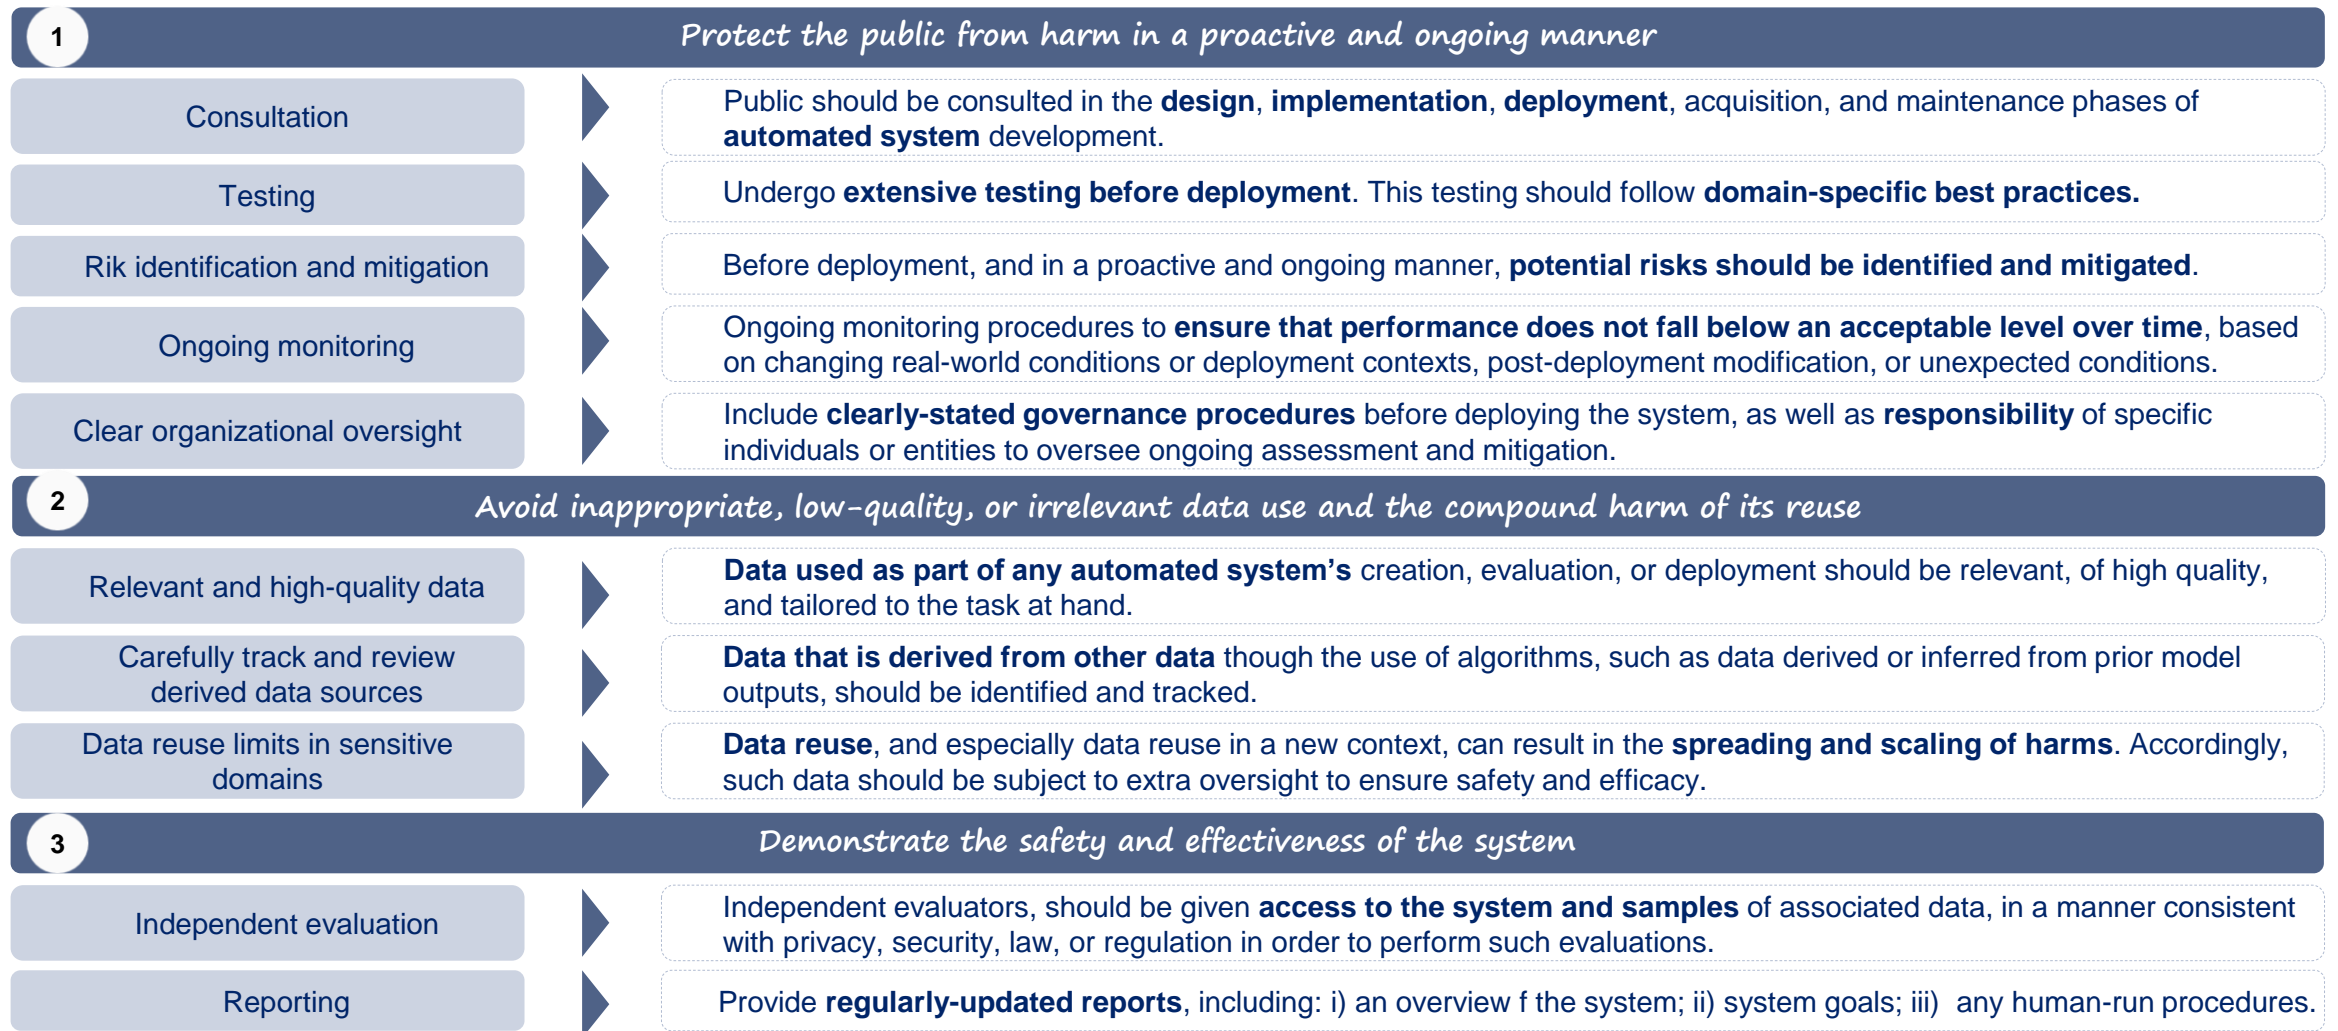 1
Protect the public from harm in a proactive and ongoing manner
Consultation
Public should be consulted in the design, implementation, deployment, acquisition, and maintenance phases of
automated system development.
Testing
Undergo extensive testing before deployment. This testing should follow domain-specific best practices.
Rik identification and mitigation
Before deployment, and in a proactive and ongoing manner, potential risks should be identified and mitigated.
Ongoing monitoring
Ongoing monitoring procedures to ensure that performance does not fall below an acceptable level over time, based
on changing real-world conditions or deployment contexts, post-deployment modification, or unexpected conditions.
Clear organizational oversight
Include clearly-stated governance procedures before deploying the system, as well as responsibility of specific
individuals or entities to oversee ongoing assessment and mitigation.
2
Avoid inappropriate, low-quality, or irrelevant data use and the compound harm of its reuse
Relevant and high-quality data
Data used as part of any automated system’s creation, evaluation, or deployment should be relevant, of high quality,
and tailored to the task at hand.
Carefully track and review
derived data sources
Data that is derived from other data though the use of algorithms, such as data derived or inferred from prior model
outputs, should be identified and tracked.
Data reuse limits in sensitive
domains
Data reuse, and especially data reuse in a new context, can result in the spreading and scaling of harms. Accordingly,
such data should be subject to extra oversight to ensure safety and efficacy.
3
Demonstrate the safety and effectiveness of the system
Independent evaluation
Independent evaluators, should be given access to the system and samples of associated data, in a manner consistent
with privacy, security, law, or regulation in order to perform such evaluations.
Reporting
Provide regularly-updated reports, including: i) an overview f the system; ii) system goals; iii) any human-run procedures.